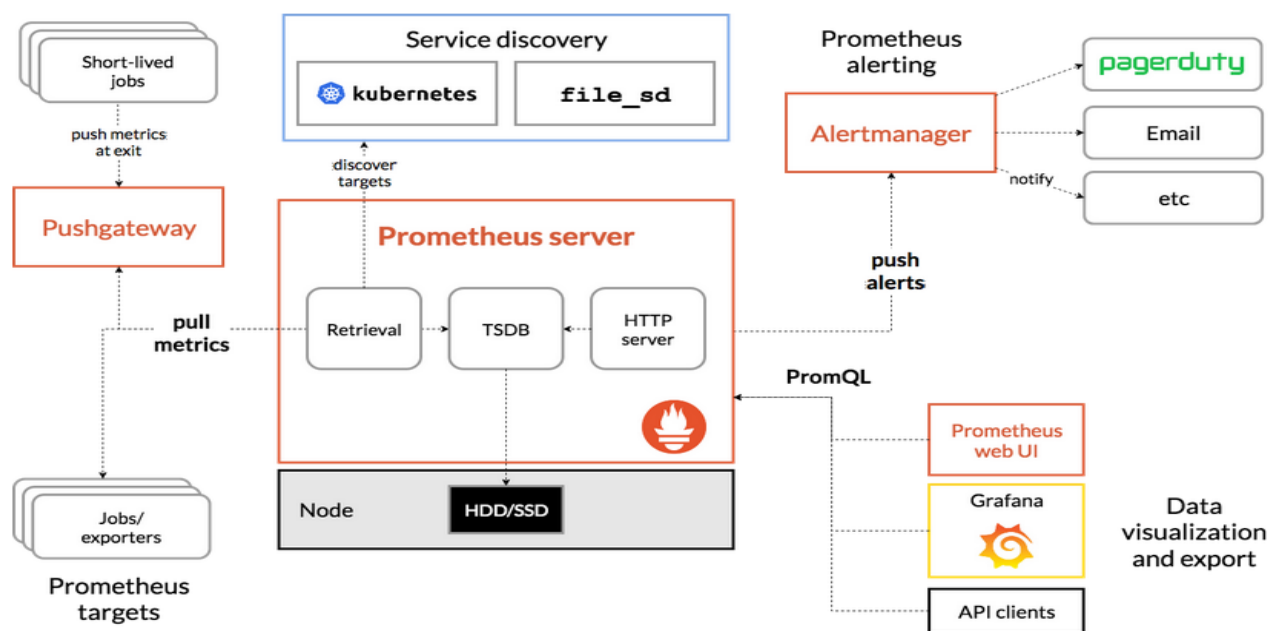 Short-lived
jobs
push metrics
at exit
Pushgateway
pull
metrics
Jobs/
exporters
Prometheus
targets
Service discovery
kubernetes
file_sd
discover
targets
Prometheus server
Retrieval
TSDB
HTTP
server
Node
HDD/SSD
Prometheus
alerting
Alertmanager
pagerduty
Email
notify
etc
push
alerts
PromQL
Prometheus
web UI
Grafana
API clients
Data
visualization
and export